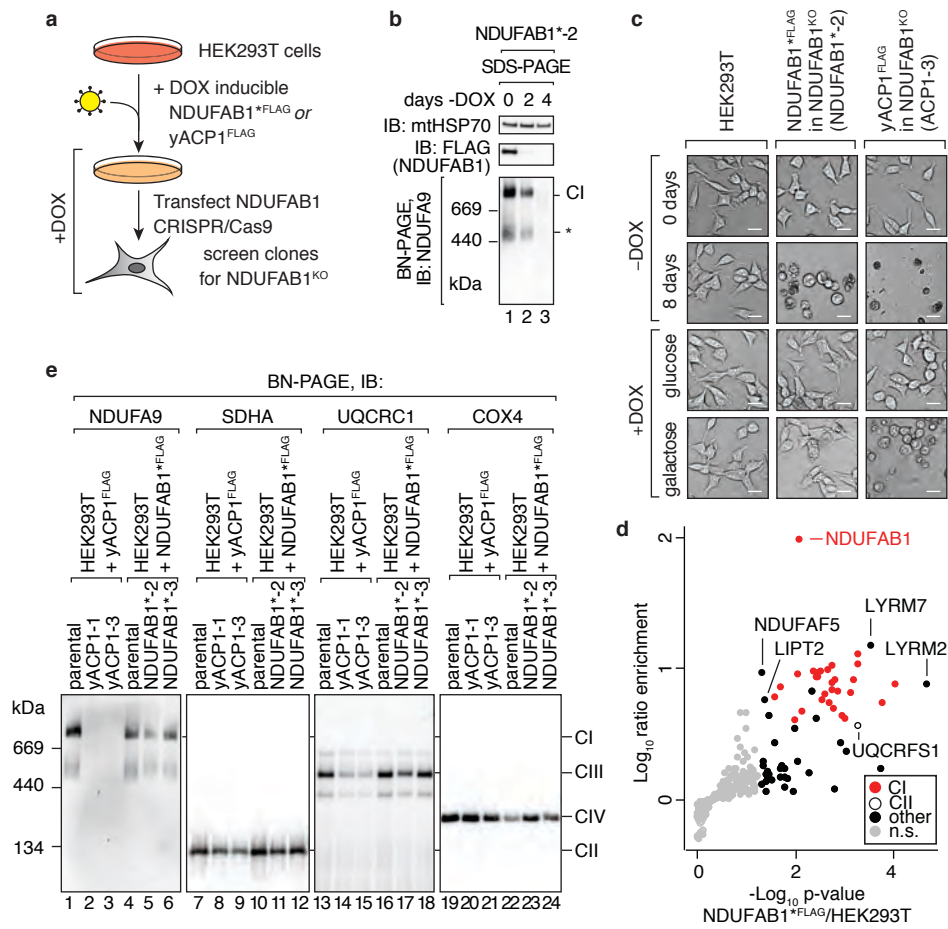 a
HEK293T cells
+ DOX inducible
NDUFAB1*FLAG or
yACP1FLAG
+DOX
Transfect NDUFAB1
CRISPR/Cas9
screen clones
for NDUFAB1KO
b
NDUFAB1*-2
SDS-PAGE
days -DOX 0 2 4
IB: mtHSP70
IB: FLAG
(NDUFAB1)
BN-PAGE,
IB: NDUFA9
CI
669
*
440
kDa
1 2 3
c
HEK293T
NDUFAB1*FLAG
in NDUFAB1KO
(NDUFAB1*-2)
yACP1FLAG
in NDUFAB1KO
(ACP1-3)
–DOX
0 days
8 days
+DOX
glucose
galactose
d
2
NDUFAB1
LYRM7
NDUFAF5
LIPT2
LYRM2
1
UQCRFS1
0
Log10 ratio enrichment
CI
CII
other
n.s.
0 2 4
-Log10 p-value
NDUFAB1*FLAG/HEK293T
e
BN-PAGE, IB:
NDUFA9 SDHA UQCRC1 COX4
HEK293T
+ yACP1FLAG
HEK293T
+ NDUFAB1*FLAG
HEK293T
+ yACP1FLAG
HEK293T
+ NDUFAB1*FLAG
HEK293T
+ yACP1FLAG
HEK293T
+ NDUFAB1*FLAG
HEK293T
+ yACP1FLAG
HEK293T
+ NDUFAB1*FLAG
parental
yACP1-1
yACP1-3
parental
NDUFAB1*-2
NDUFAB1*-3
parental
yACP1-1
yACP1-3
parental
NDUFAB1*-2
NDUFAB1*-3
parental
yACP1-1
yACP1-3
parental
NDUFAB1*-2
NDUFAB1*-3
parental
yACP1-1
yACP1-3
parental
NDUFAB1*-2
NDUFAB1*-3
kDa
669
440
134
CI
CIII
CIV
CII
1 2 3 4 5 6 7 8 9 10 11 12 13 14 15 16 17 18 19 20 21 22 23 24